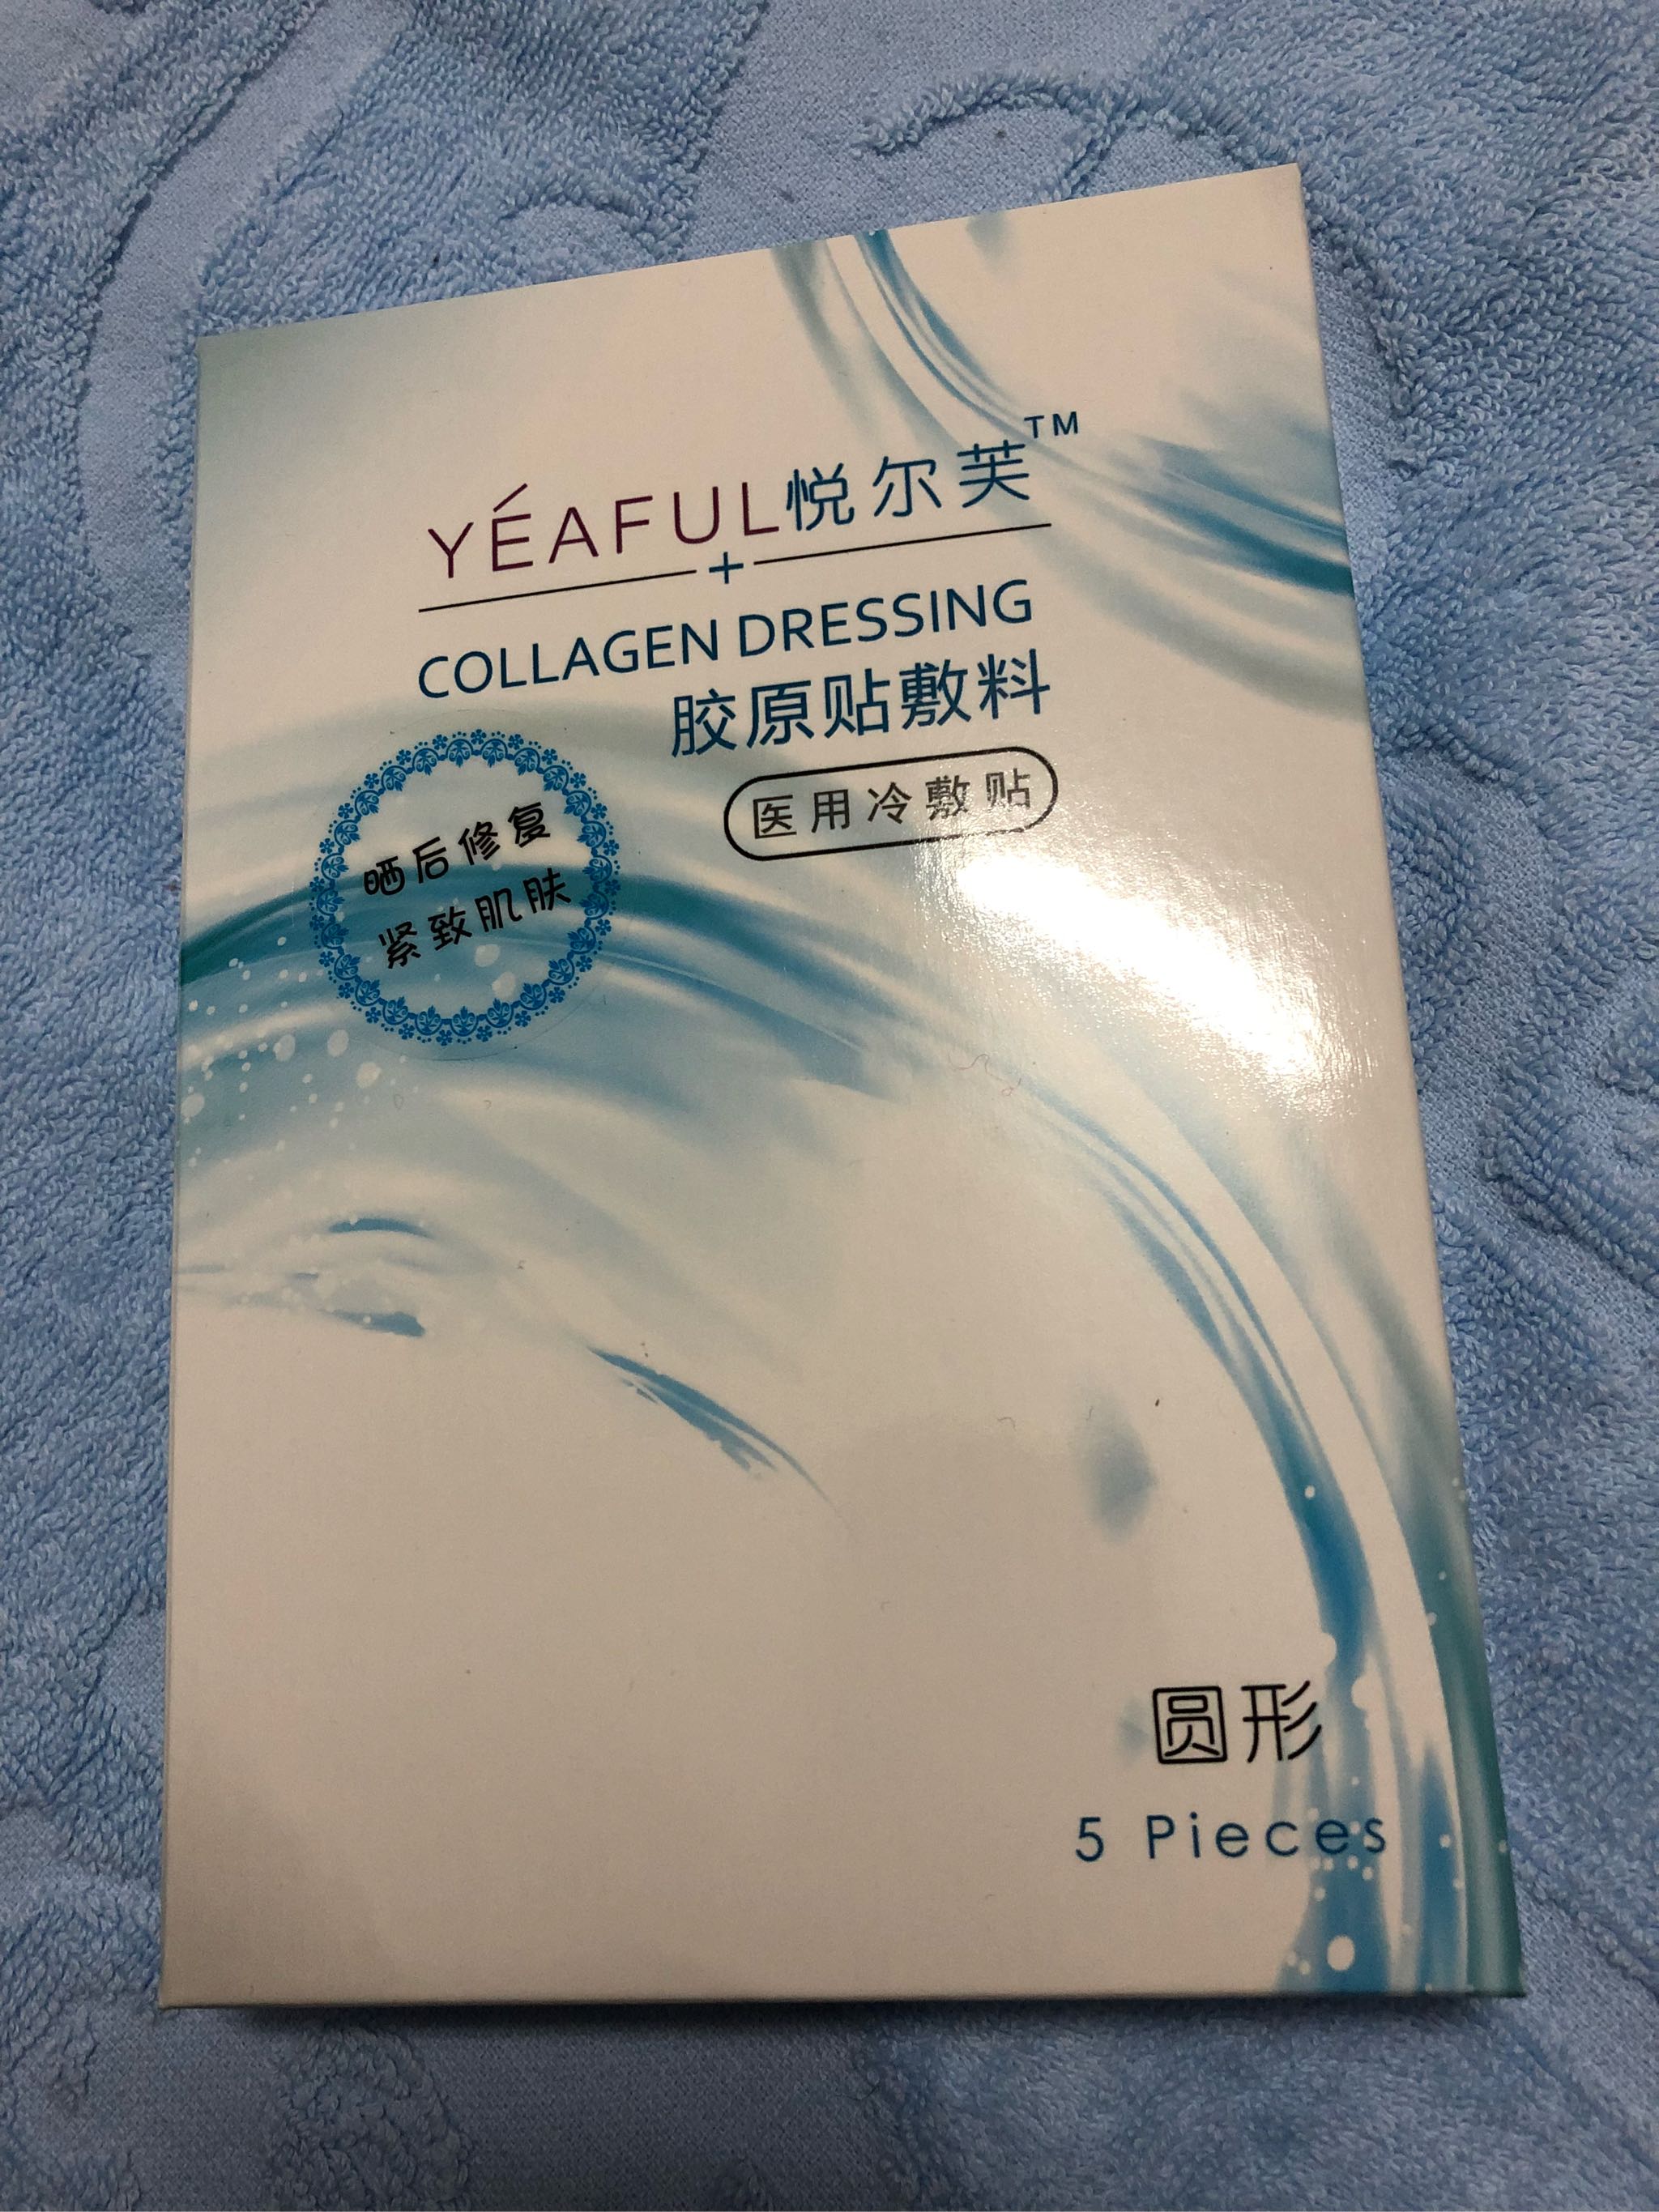 YÉAFUL悦尔芙™
+
COLLAGEN DRESSING
胶原贴敷料
医用冷敷贴
晒后修复
紧致肌肤
圆形
5 Pieces